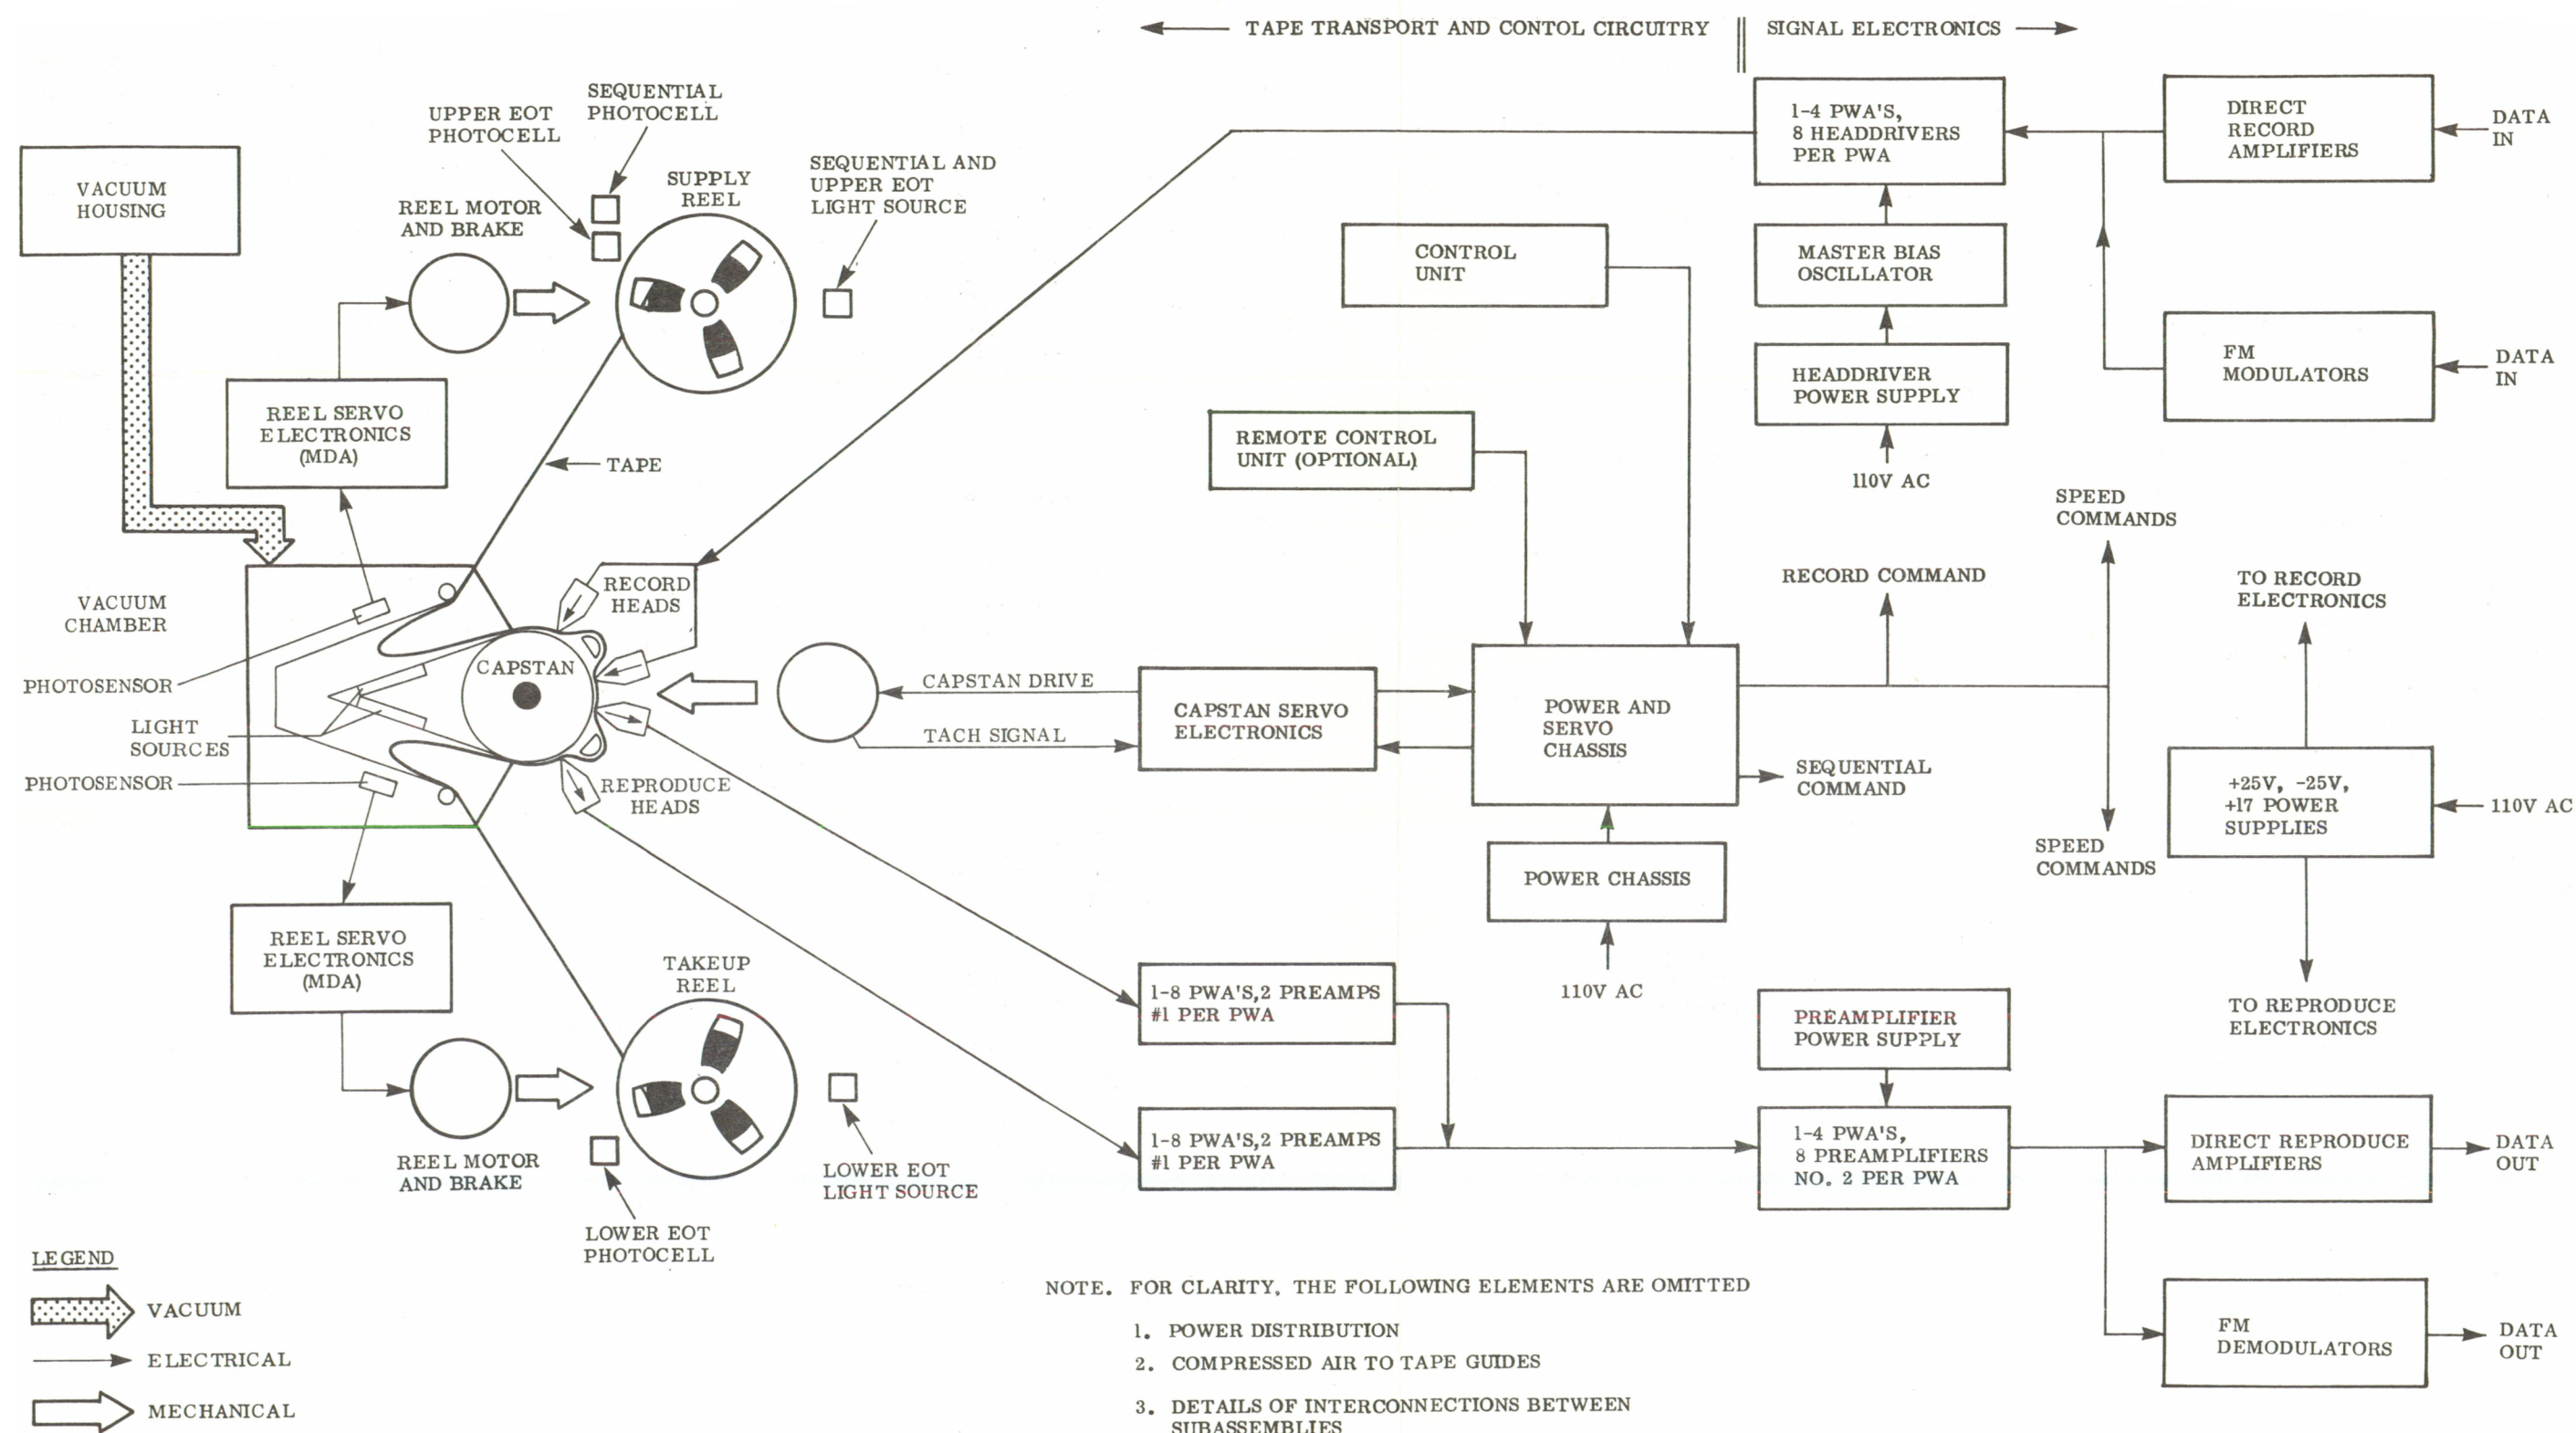 TAPE TRANSPORT AND CONTOL CIRCUITRY
SIGNAL ELECTRONICS
SEQUENTIAL
PHOTOCELL
UPPER EOT
PHOTOCELL
SEQUENTIAL AND
UPPER EOT
LIGHT SOURCE
SUPPLY
REEL
REEL MOTOR
AND BRAKE
VACUUM
HOUSING
1-4 PWA'S,
8 HEADDRIVERS
PER PWA
DIRECT
RECORD
AMPLIFIERS
DATA
IN
CONTROL
UNIT
MASTER BIAS
OSCILLATOR
HEADDRIVER
POWER SUPPLY
110V AC
FM
MODULATORS
DATA
IN
REEL SERVO
ELECTRONICS
(MDA)
TAPE
REMOTE CONTROL
UNIT (OPTIONAL)
SPEED
COMMANDS
RECORD COMMAND
TO RECORD
ELECTRONICS
VACUUM
CHAMBER
RECORD
HEADS
CAPSTAN
PHOTOSENSOR
LIGHT
SOURCES
PHOTOSENSOR
REPRODUCE
HEADS
CAPSTAN DRIVE
TACH SIGNAL
CAPSTAN SERVO
ELECTRONICS
POWER AND
SERVO
CHASSIS
SEQUENTIAL
COMMAND
+25V, -25V,
+17 POWER
SUPPLIES
110V AC
SPEED
COMMANDS
POWER CHASSIS
110V AC
REEL SERVO
ELECTRONICS
(MDA)
TAKEUP
REEL
1-8 PWA'S,2 PREAMPS
#1 PER PWA
PREAMPLIFIER
POWER SUPPLY
TO REPRODUCE
ELECTRONICS
REEL MOTOR
AND BRAKE
LOWER EOT
LIGHT SOURCE
LOWER EOT
PHOTOCELL
1-8 PWA'S,2 PREAMPS
#1 PER PWA
1-4 PWA'S,
8 PREAMPLIFIERS
NO. 2 PER PWA
DIRECT REPRODUCE
AMPLIFIERS
DATA
OUT
FM
DEMODULATORS
DATA
OUT
LEGEND
VACUUM
ELECTRICAL
MECHANICAL
NOTE. FOR CLARITY, THE FOLLOWING ELEMENTS ARE OMITTED
1. POWER DISTRIBUTION
2. COMPRESSED AIR TO TAPE GUIDES
3. DETAILS OF INTERCONNECTIONS BETWEEN
SUBASSEMBLIES